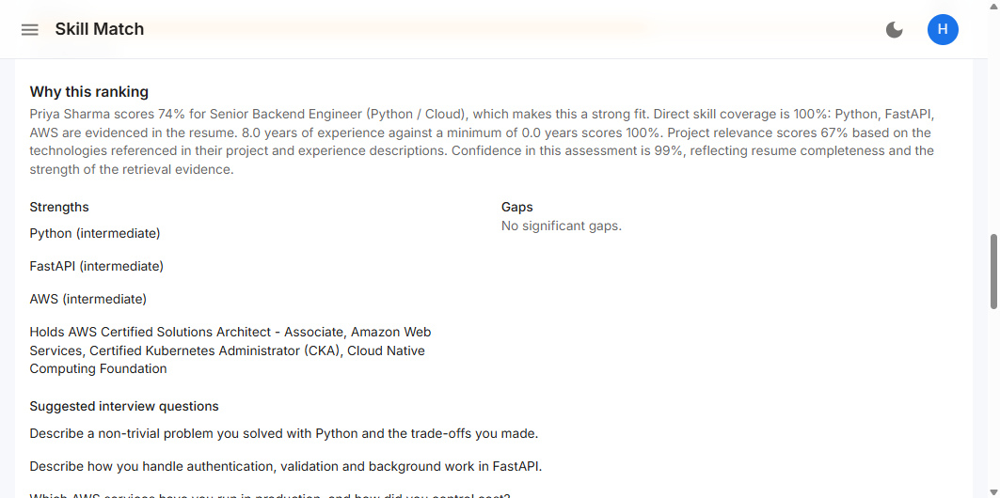 Skill Match
H
Why this ranking
Priya Sharma scores 74% for Senior Backend Engineer (Python / Cloud), which makes this a strong fit. Direct skill coverage is 100%: Python, FastAPI,
AWS are evidenced in the resume. 8.0 years of experience against a minimum of 0.0 years scores 100%. Project relevance scores 67% based on the
technologies referenced in their project and experience descriptions. Confidence in this assessment is 99%, reflecting resume completeness and the
strength of the retrieval evidence.
Strengths
Python (intermediate)
FastAPI (intermediate)
AWS (intermediate)
Holds AWS Certified Solutions Architect - Associate, Amazon Web
Services, Certified Kubernetes Administrator (CKA), Cloud Native
Computing Foundation
Gaps
No significant gaps.
Suggested interview questions
Describe a non-trivial problem you solved with Python and the trade-offs you made.
Describe how you handle authentication, validation and background work in FastAPI.
Which AWS services have you run in production, and how did you control cost?